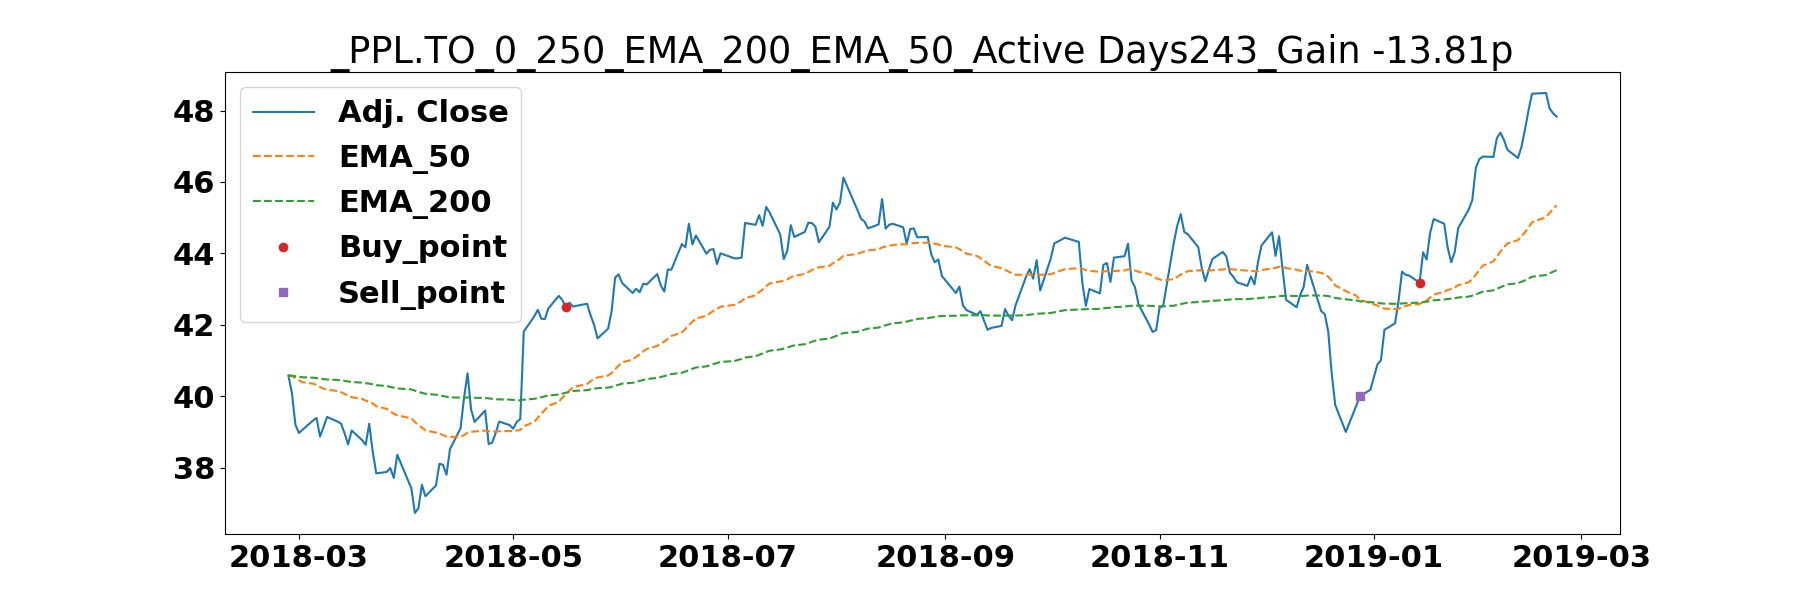 _PPL.TO_0_250_EMA_200_EMA_50_Active Days243_Gain -13.81p
Adj. Close
EMA_50
EMA_200
Buy_point
Sell_point
48
46
44
42
40
38
2018-03 2018-05 2018-07 2018-09 2018-11 2019-01 2019-03